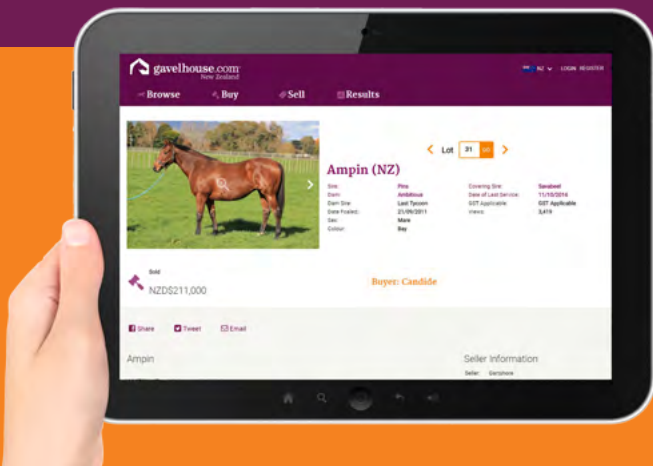 gavelhouse.com
New Zealand
NZ LOGIN REGISTER
Browse Buy Sell Results
Lot 31 GO
Ampin (NZ)
Sire: Pins
Dam: Ambitious
Dam Sire: Last Tycoon
Date Foaled: 21/09/2011
Sex: Mare
Colour: Bay
Covering Sire: Savabeel
Date of Last Service: 11/10/2016
GST Applicable: GST Applicable
Views: 3,419
Sold
NZD$211,000
Buyer: Candide
Share Tweet Email
Ampin
Seller Information
Seller: